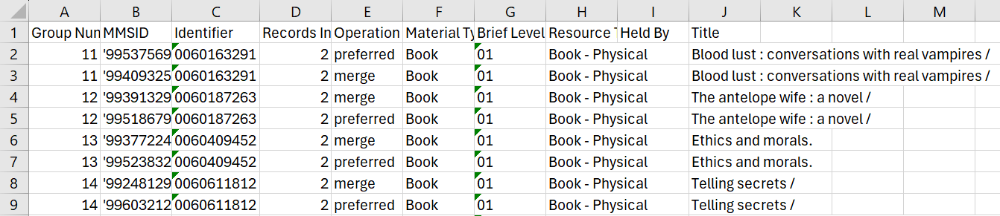 A B C D E F G H I J K L M
1 Group Num MMSID Identifier Records In Operation Material Ty Brief Level Resource T Held By Title
2 11 '99537569 0060163291 2 preferred Book 01 Book - Physical Blood lust : conversations with real vampires /
3 11 '99409325 0060163291 2 merge Book 01 Book - Physical Blood lust : conversations with real vampires /
4 12 '99391329 0060187263 2 merge Book 01 Book - Physical The antelope wife : a novel /
5 12 '99518679 0060187263 2 preferred Book 01 Book - Physical The antelope wife : a novel /
6 13 '99377224 0060409452 2 merge Book 01 Book - Physical Ethics and morals.
7 13 '99523832 0060409452 2 preferred Book 01 Book - Physical Ethics and morals.
8 14 '99248129 0060611812 2 merge Book 01 Book - Physical Telling secrets /
9 14 '99603212 0060611812 2 preferred Book 01 Book - Physical Telling secrets /